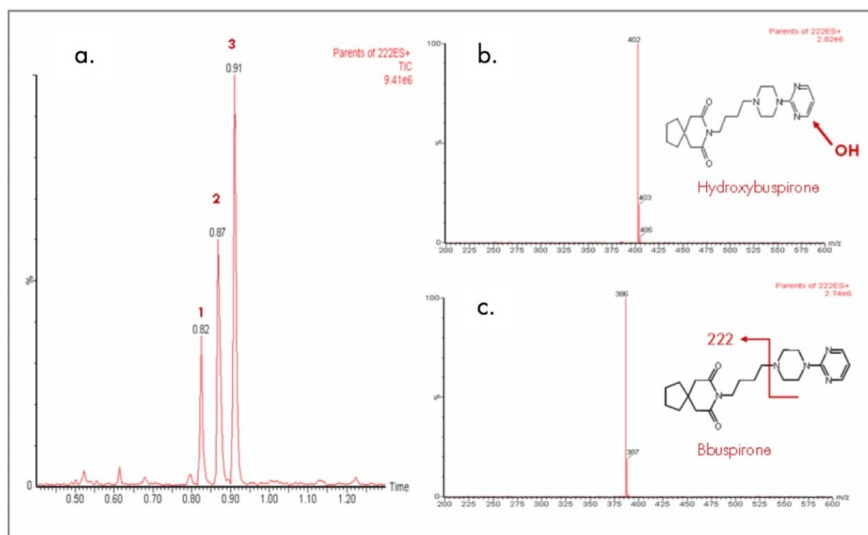 a.
Parents of 222ES+
TIC
9.41e6
3
0.91
2
0.87
1
0.82
%
0
0.50 0.60 0.70 0.80 0.90 1.00 1.10 1.20
Time
b.
Parents of 222ES+
2.82e6
100
402
%
403
405
0
200 225 250 275 300 325 350 375 400 425 450 475 500 525 550 575 600
m/z
O
N
O
N
N
N
N
OH
Hydroxybuspirone
c.
Parents of 222ES+
2.74e6
100
386
%
387
0
200 225 250 275 300 325 350 375 400 425 450 475 500 525 550 575 600
m/z
222
O
N
O
N
N
N
N
Bbuspirone